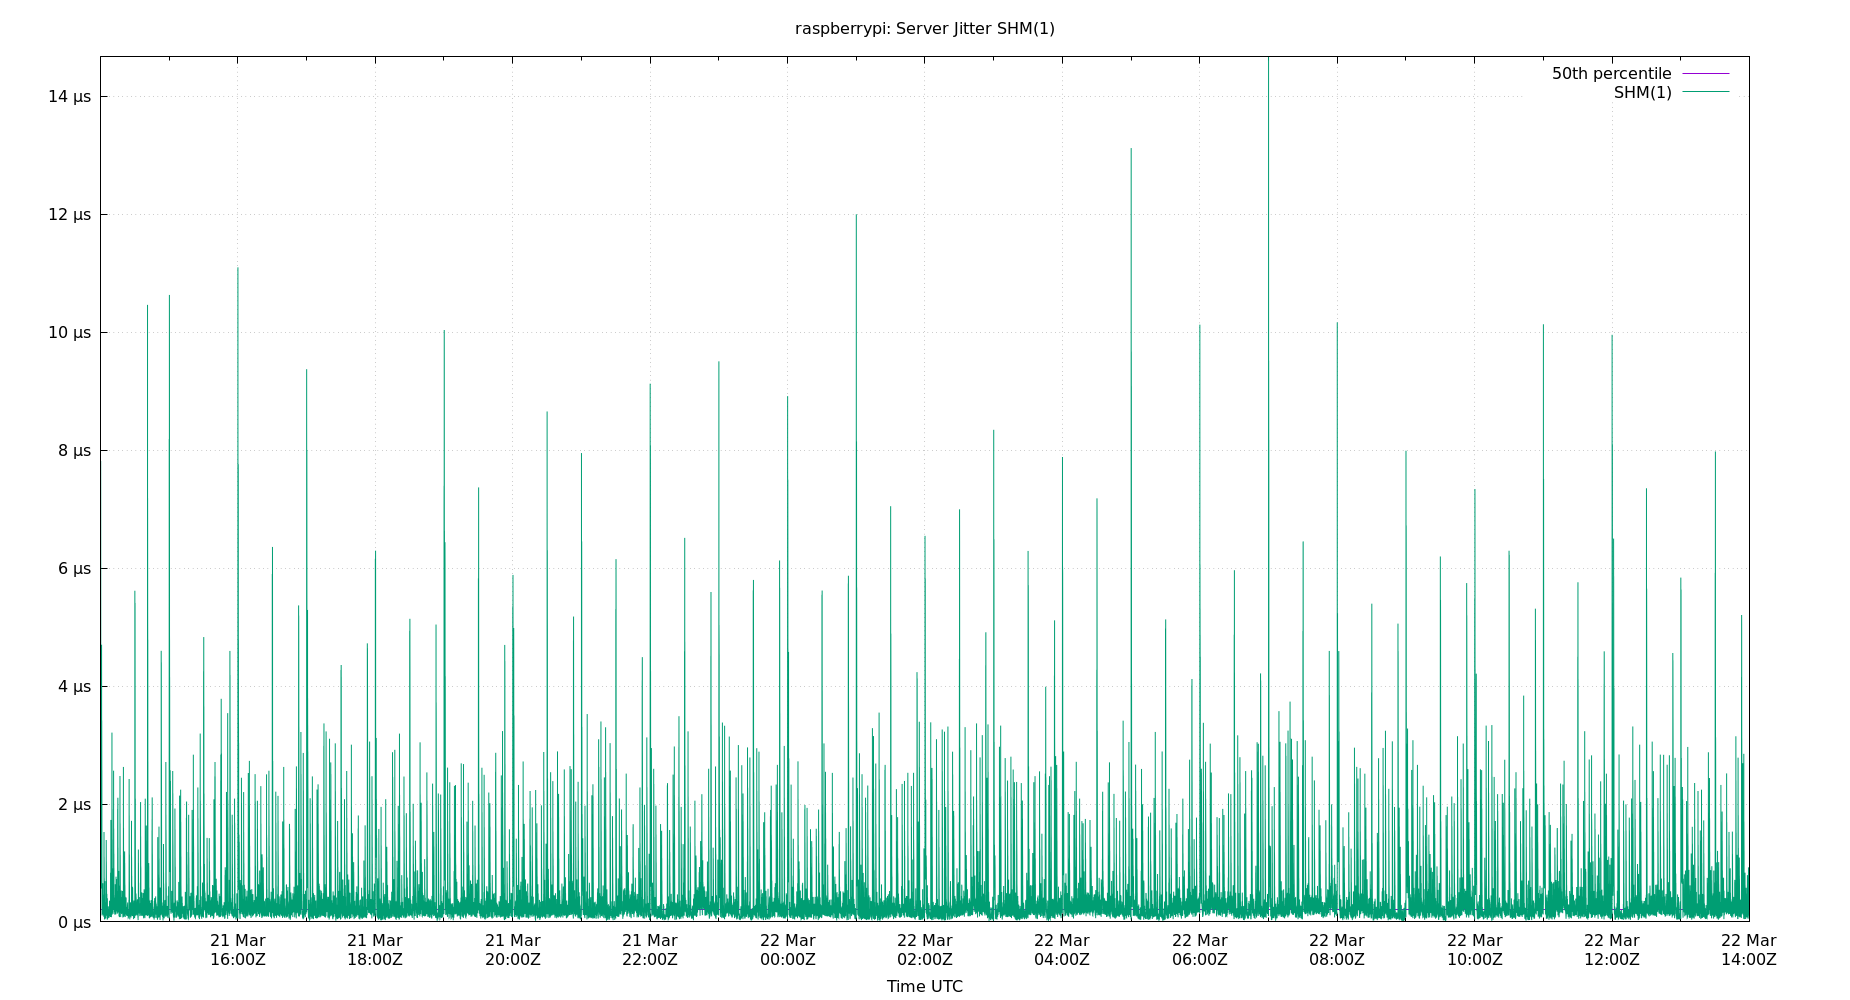 raspberrypi: Server Jitter SHM(1)
50th percentile
SHM(1)
14 µs
12 µs
10 µs
8 µs
6 µs
4 µs
2 µs
0 µs
21 Mar 21 Mar 21 Mar 21 Mar 22 Mar 22 Mar 22 Mar 22 Mar 22 Mar 22 Mar 22 Mar 22 Mar
16:00Z 18:00Z 20:00Z 22:00Z 00:00Z 02:00Z 04:00Z 06:00Z 08:00Z 10:00Z 12:00Z 14:00Z
Time UTC